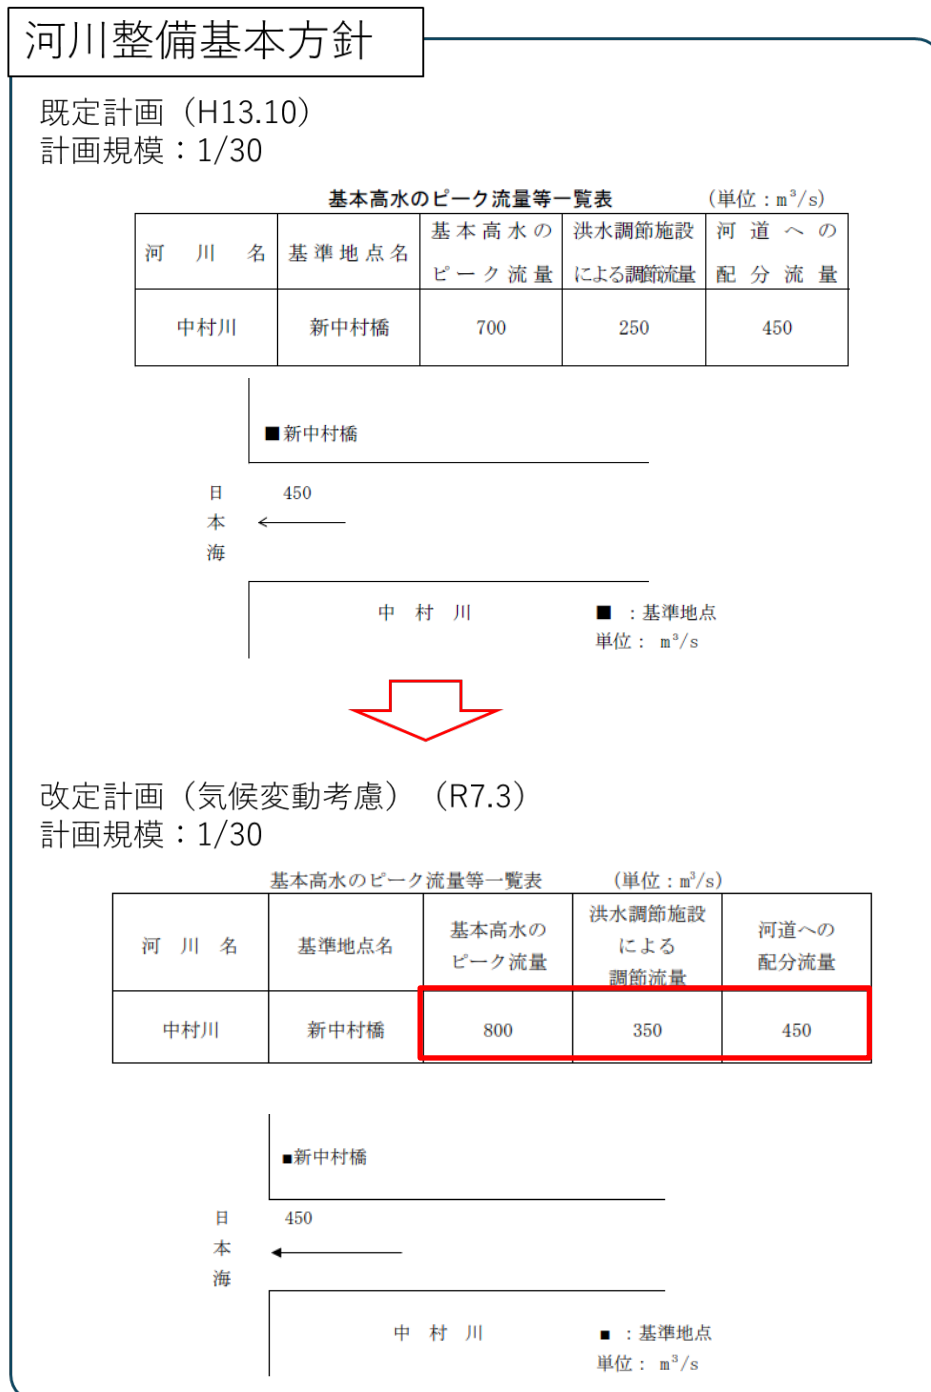 河川整備基本方針
既定計画（H13.10）
計画規模：1/30
基本高水のピーク流量等一覧表 （単位：m³/s）
河川名 基準地点名 基本高水のピーク流量 洪水調節施設による調節流量 河道への配分流量
中村川 新中村橋 700 250 450
■新中村橋
日本海
450
中村川
■：基準地点
単位： m³/s
改定計画（気候変動考慮）（R7.3）
計画規模：1/30
基本高水のピーク流量等一覧表 （単位：m³/s）
河川名 基準地点名 基本高水のピーク流量 洪水調節施設による調節流量 河道への配分流量
中村川 新中村橋 800 350 450
■新中村橋
日本海
450
中村川
■：基準地点
単位： m³/s